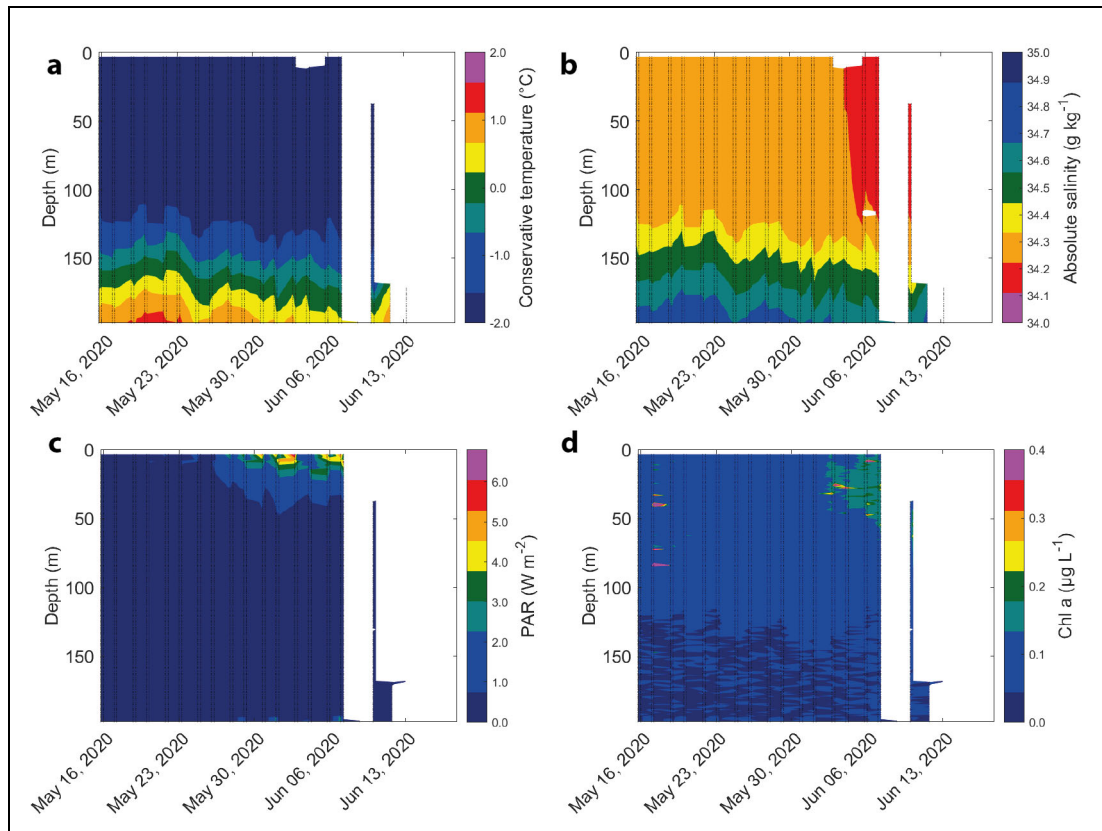 a
0
50
100
150
Depth (m)
May 16, 2020
May 23, 2020
May 30, 2020
Jun 06, 2020
Jun 13, 2020
2.0
1.0
0.0
-1.0
-2.0
Conservative temperature (°C)
b
0
50
100
150
Depth (m)
May 16, 2020
May 23, 2020
May 30, 2020
Jun 06, 2020
Jun 13, 2020
35.0
34.9
34.8
34.7
34.6
34.5
34.4
34.3
34.2
34.1
34.0
Absolute salinity (g kg⁻¹)
c
0
50
100
150
Depth (m)
May 16, 2020
May 23, 2020
May 30, 2020
Jun 06, 2020
Jun 13, 2020
6.0
5.0
4.0
3.0
2.0
1.0
0.0
PAR (W m⁻²)
d
0
50
100
150
Depth (m)
May 16, 2020
May 23, 2020
May 30, 2020
Jun 06, 2020
Jun 13, 2020
0.4
0.3
0.2
0.1
0.0
Chl a (µg L⁻¹)